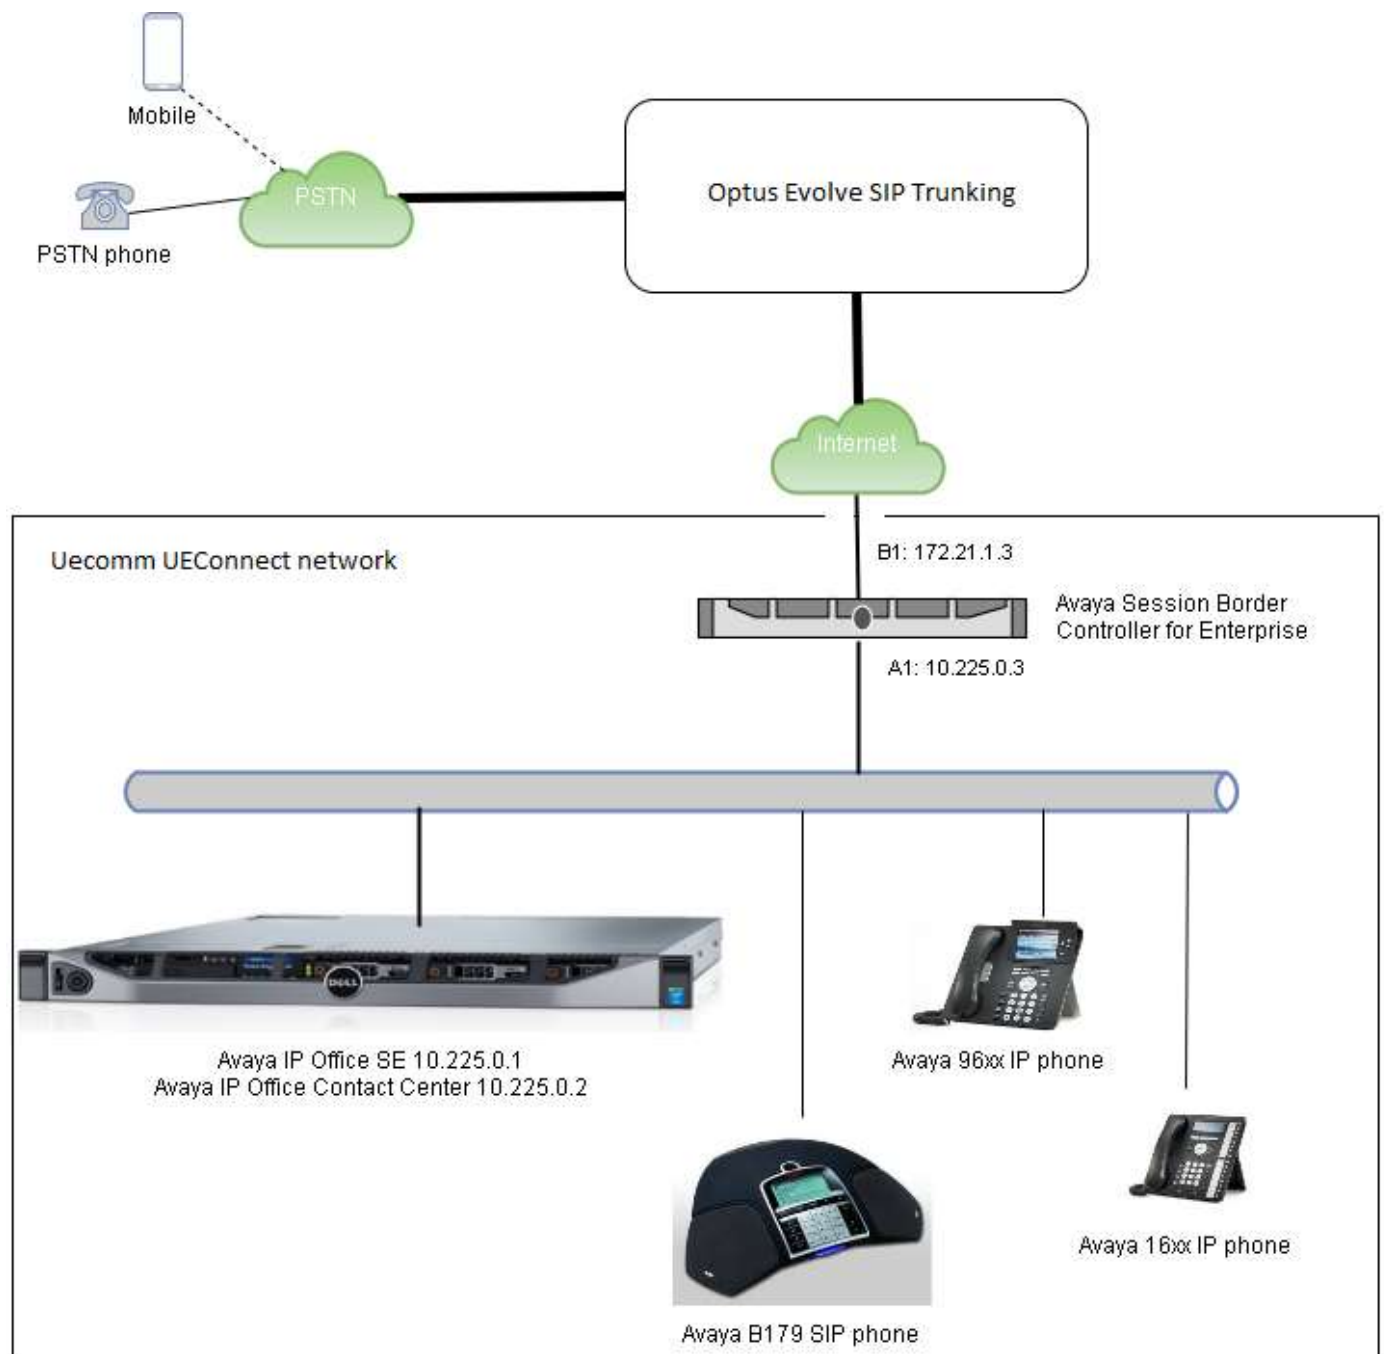 Mobile
PSTN
PSTN phone
Optus Evolve SIP Trunking
Internet
Uecomm UEConnect network
B1: 172.21.1.3
Avaya Session Border
Controller for Enterprise
A1: 10.225.0.3
DELL
Avaya IP Office SE 10.225.0.1
Avaya IP Office Contact Center 10.225.0.2
Avaya 96xx IP phone
Avaya 16xx IP phone
Avaya B179 SIP phone